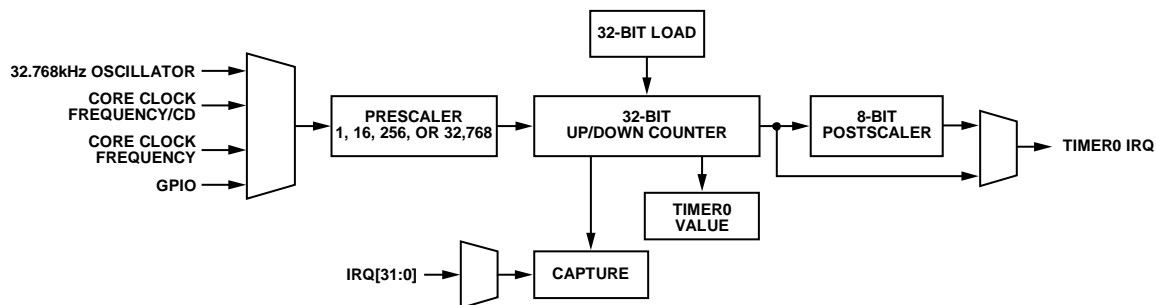 32-BIT LOAD
32.768kHz OSCILLATOR
CORE CLOCK
FREQUENCY/CD
CORE CLOCK
FREQUENCY
GPIO
PRESCALER
1, 16, 256, OR 32,768
32-BIT
UP/DOWN COUNTER
8-BIT
POSTSCALER
TIMER0 IRQ
TIMER0
VALUE
IRQ[31:0]
CAPTURE